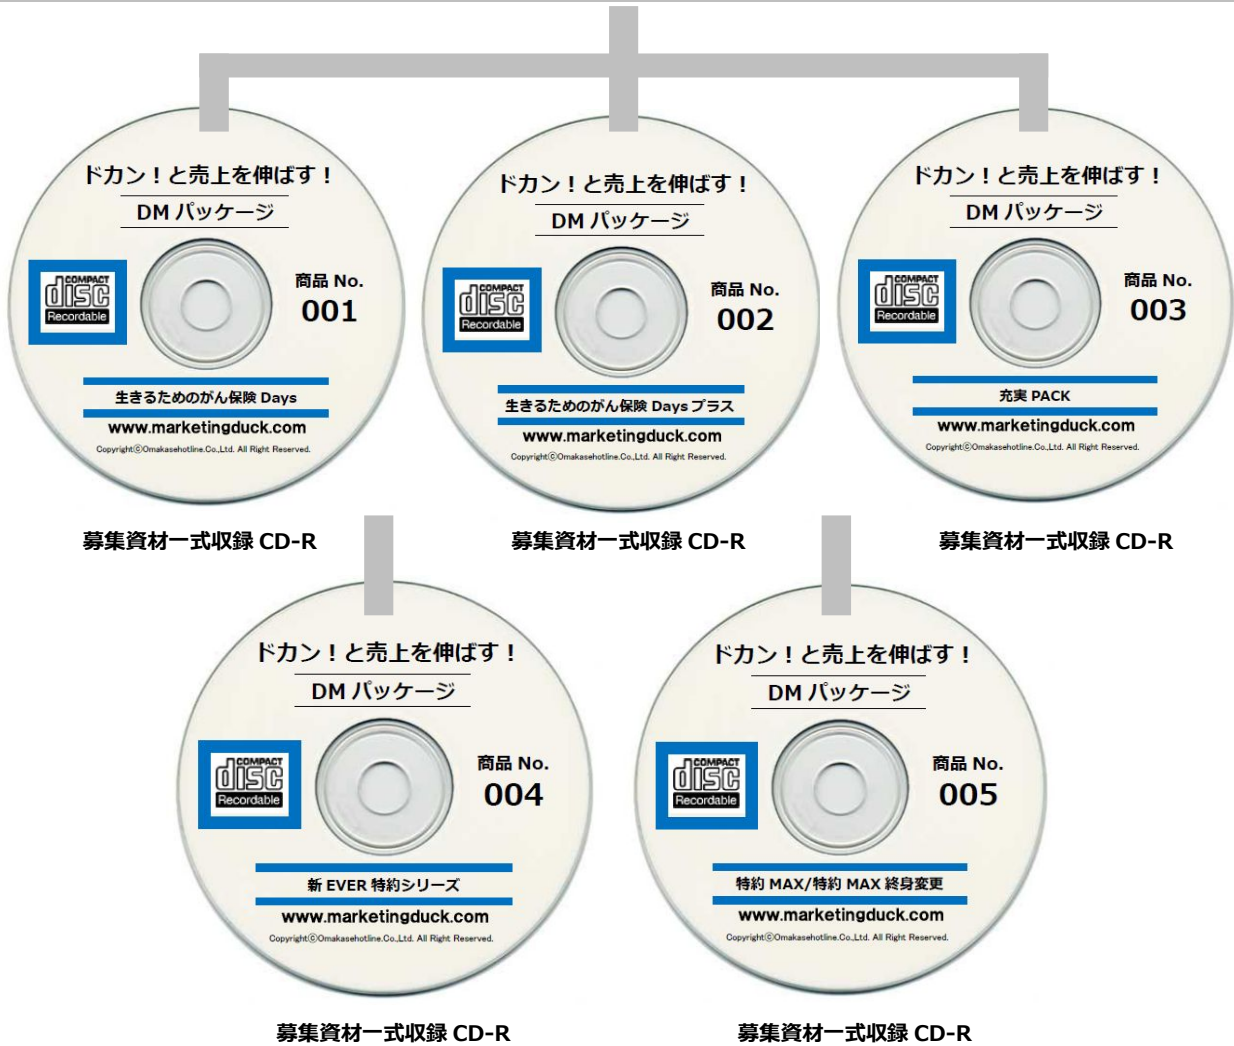 ドカン！と売上を伸ばす！
DM パッケージ
COMPACT
disc
Recordable
商品 No.
001
生きるためのがん保険 Days
www.marketingduck.com
Copyright©Omakasehotline.Co.,Ltd. All Right Reserved.
募集資材一式収録 CD-R
ドカン！と売上を伸ばす！
DM パッケージ
COMPACT
disc
Recordable
商品 No.
002
生きるためのがん保険 Days プラス
www.marketingduck.com
Copyright©Omakasehotline.Co.,Ltd. All Right Reserved.
募集資材一式収録 CD-R
ドカン！と売上を伸ばす！
DM パッケージ
COMPACT
disc
Recordable
商品 No.
003
充実 PACK
www.marketingduck.com
Copyright©Omakasehotline.Co.,Ltd. All Right Reserved.
募集資材一式収録 CD-R
ドカン！と売上を伸ばす！
DM パッケージ
COMPACT
disc
Recordable
商品 No.
004
新 EVER 特約シリーズ
www.marketingduck.com
Copyright©Omakasehotline.Co.,Ltd. All Right Reserved.
募集資材一式収録 CD-R
ドカン！と売上を伸ばす！
DM パッケージ
COMPACT
disc
Recordable
商品 No.
005
特約 MAX/特約 MAX 終身変更
www.marketingduck.com
Copyright©Omakasehotline.Co.,Ltd. All Right Reserved.
募集資材一式収録 CD-R